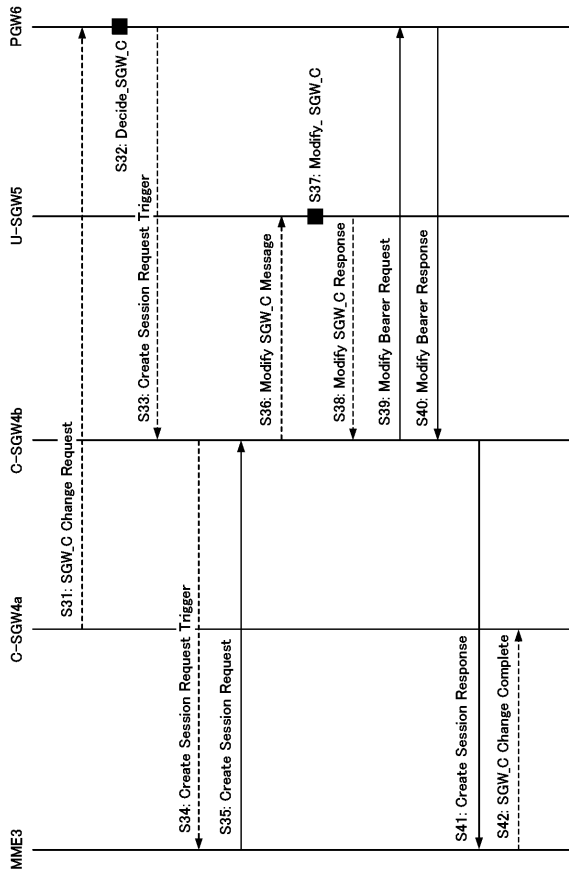 MME3
C-SGW4a
C-SGW4b
U-SGW5
PGW6
S31: SGW_C Change Request
S32: Decide_SGW_C
S33: Create Session Request Trigger
S34: Create Session Request Trigger
S35: Create Session Request
S36: Modify SGW_C Message
S37: Modify_ SGW_C
S38: Modify SGW_C Response
S39: Modify Bearer Request
S40: Modify Bearer Response
S41: Create Session Response
S42: SGW_C Change Complete